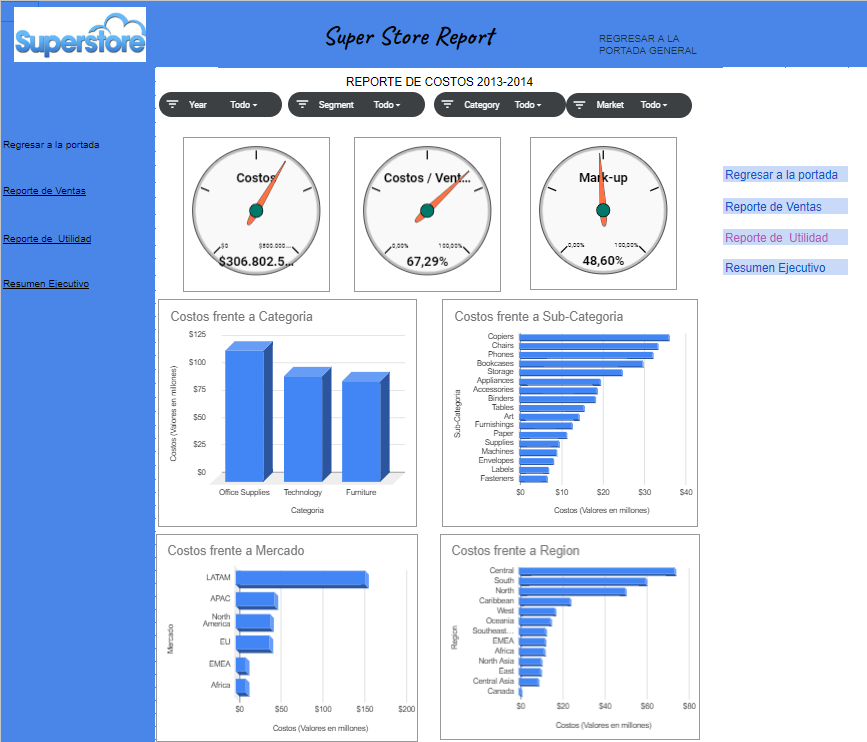 Superstore
Super Store Report
REGRESAR A LA
PORTADA GENERAL
REPORTE DE COSTOS 2013-2014
Year Todo
Segment Todo
Category Todo
Market Todo
Regresar a la portada
Reporte de Ventas
Reporte de Utilidad
Resumen Ejecutivo
Costos
$0 $800.000...
$306.802.5...
Costos / Vent...
0,00% 100,00%
67,29%
Mark-up
0,00% 100,00%
48,60%
Regresar a la portada
Reporte de Ventas
Reporte de Utilidad
Resumen Ejecutivo
Costos frente a Categoria
$125
$100
$75
$50
$25
$0
Costos (Valores en millones)
Office Supplies Technology Furniture
Categoria
Costos frente a Sub-Categoria
Sub-Categoria
Copiers
Chairs
Phones
Bookcases
Storage
Appliances
Accessories
Binders
Tables
Art
Furnishings
Paper
Supplies
Machines
Envelopes
Labels
Fasteners
$0 $10 $20 $30 $40
Costos (Valores en millones)
Costos frente a Mercado
Mercado
LATAM
APAC
North
America
EU
EMEA
Africa
$0 $50 $100 $150 $200
Costos (Valores en millones)
Costos frente a Region
Region
Central
South
North
Caribbean
West
Oceania
Southeast...
EMEA
Africa
North Asia
East
Central Asia
Canada
$0 $20 $40 $60 $80
Costos (Valores en millones)